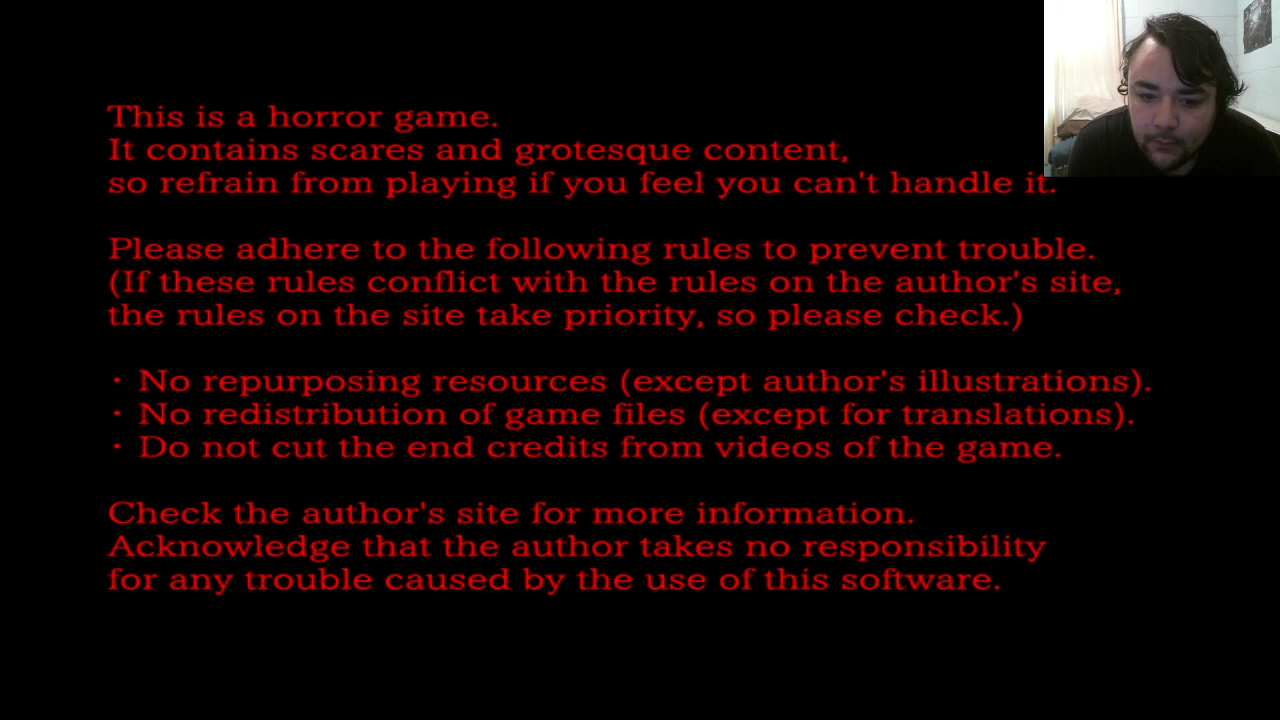 This is a horror game.
It contains scares and grotesque content,
so refrain from playing if you feel you can't handle it.
Please adhere to the following rules to prevent trouble.
(If these rules conflict with the rules on the author's site,
the rules on the site take priority, so please check.)
・ No repurposing resources (except author's illustrations).
・ No redistribution of game files (except for translations).
・ Do not cut the end credits from videos of the game.
Check the author's site for more information.
Acknowledge that the author takes no responsibility
for any trouble caused by the use of this software.